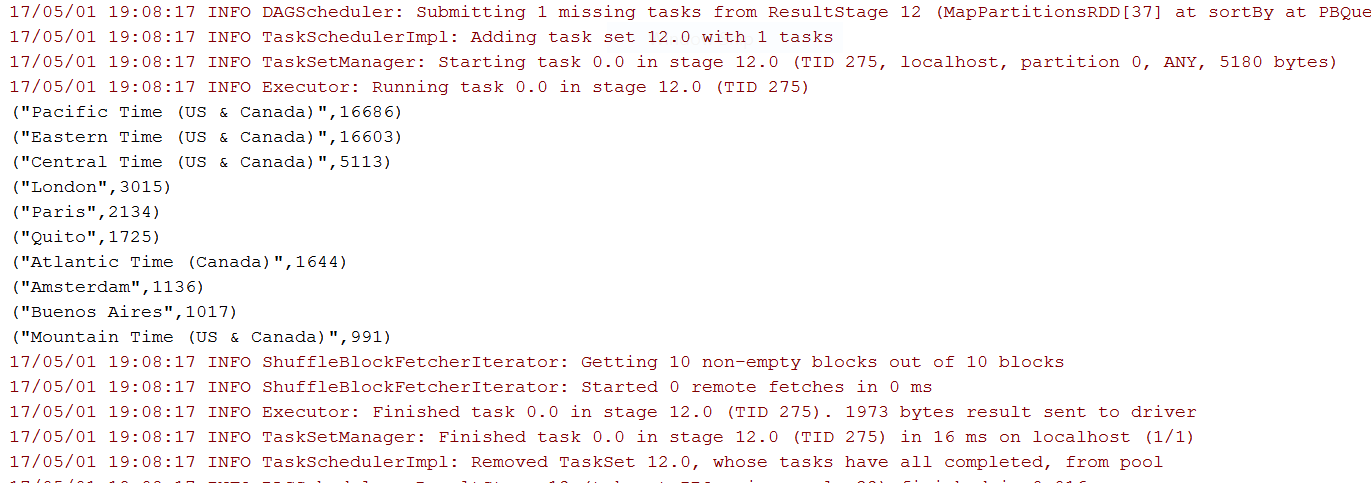 17/05/01 19:08:17 INFO DAGScheduler: Submitting 1 missing tasks from ResultStage 12 (MapPartitionsRDD[37] at sortBy at PBQue
17/05/01 19:08:17 INFO TaskSchedulerImpl: Adding task set 12.0 with 1 tasks
17/05/01 19:08:17 INFO TaskSetManager: Starting task 0.0 in stage 12.0 (TID 275, localhost, partition 0, ANY, 5180 bytes)
17/05/01 19:08:17 INFO Executor: Running task 0.0 in stage 12.0 (TID 275)
("Pacific Time (US & Canada)",16686)
("Eastern Time (US & Canada)",16603)
("Central Time (US & Canada)",5113)
("London",3015)
("Paris",2134)
("Quito",1725)
("Atlantic Time (Canada)",1644)
("Amsterdam",1136)
("Buenos Aires",1017)
("Mountain Time (US & Canada)",991)
17/05/01 19:08:17 INFO ShuffleBlockFetcherIterator: Getting 10 non-empty blocks out of 10 blocks
17/05/01 19:08:17 INFO ShuffleBlockFetcherIterator: Started 0 remote fetches in 0 ms
17/05/01 19:08:17 INFO Executor: Finished task 0.0 in stage 12.0 (TID 275). 1973 bytes result sent to driver
17/05/01 19:08:17 INFO TaskSetManager: Finished task 0.0 in stage 12.0 (TID 275) in 16 ms on localhost (1/1)
17/05/01 19:08:17 INFO TaskSchedulerImpl: Removed TaskSet 12.0, whose tasks have all completed, from pool